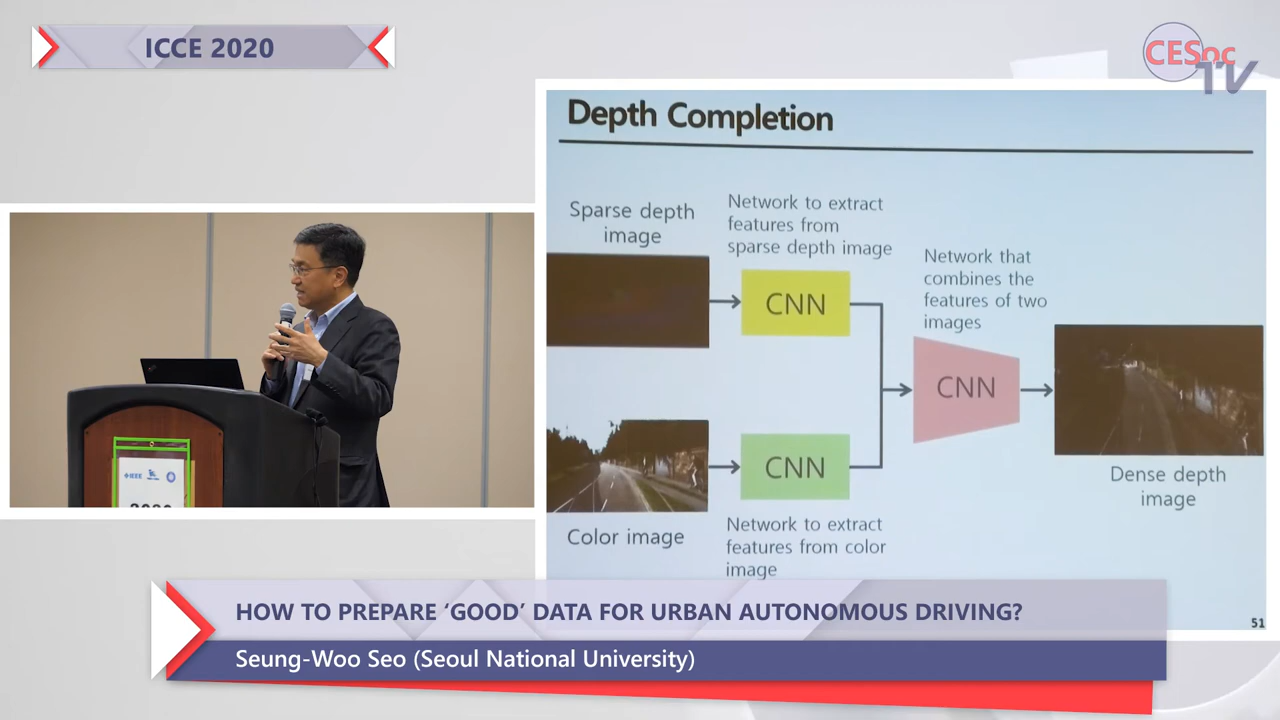 ICCE 2020
CESoc
TV
Depth Completion
Sparse depth
image
Network to extract
features from
sparse depth image
CNN
Network that
combines the
features of two
images
CNN
CNN
Color image
Network to extract
features from color
image
Dense depth
image
51
IEEE
HOW TO PREPARE ‘GOOD’ DATA FOR URBAN AUTONOMOUS DRIVING?
Seung-Woo Seo (Seoul National University)